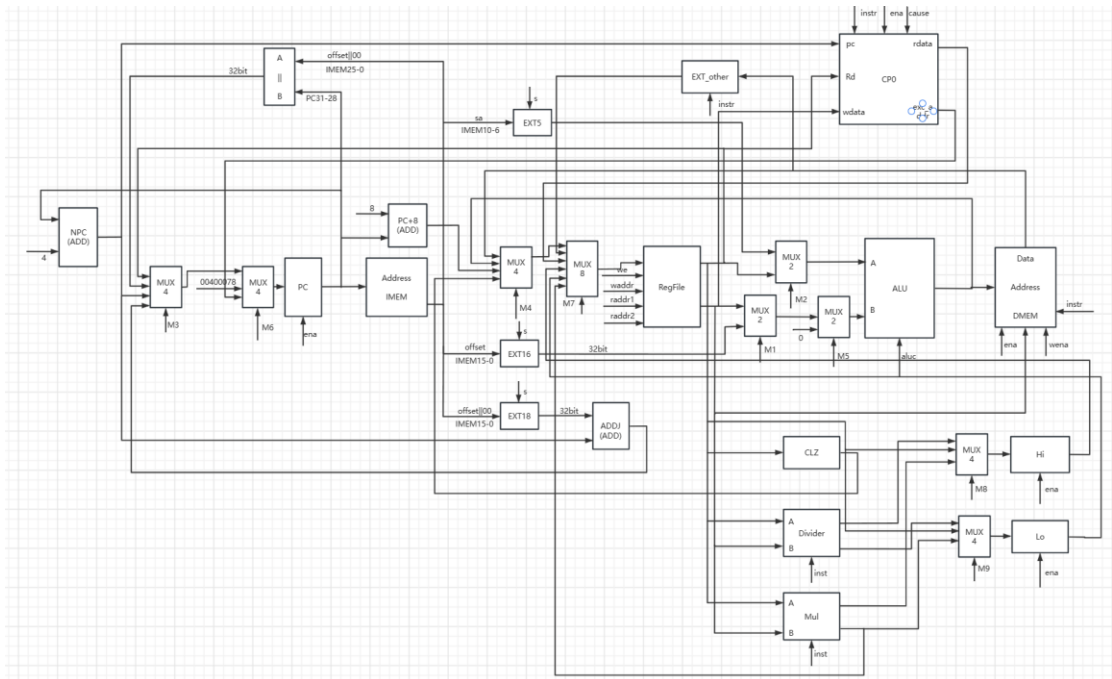 instr
ena
cause
pc
rdata
CP0
Rd
wdata
offset||00
IMEM25-0
A
||
B
32bit
PC31-28
EXT_other
instr
s
sa
IMEM10-6
EXT5
8
PC+8
(ADD)
NPC
(ADD)
4
MUX
4
M3
00400078
MUX
4
M6
PC
ena
Address
IMEM
MUX
4
M4
MUX
8
M7
we
waddr
raddr1
raddr2
RegFile
MUX
2
M2
MUX
2
M1
0
MUX
2
M5
A
ALU
B
aluc
Data
Address
DMEM
instr
ena
wena
s
offset
IMEM15-0
EXT16
32bit
s
offset||00
IMEM15-0
EXT18
32bit
ADDJ
(ADD)
CLZ
MUX
4
M8
Hi
ena
A
Divider
B
inst
MUX
4
M9
Lo
ena
A
Mul
B
inst